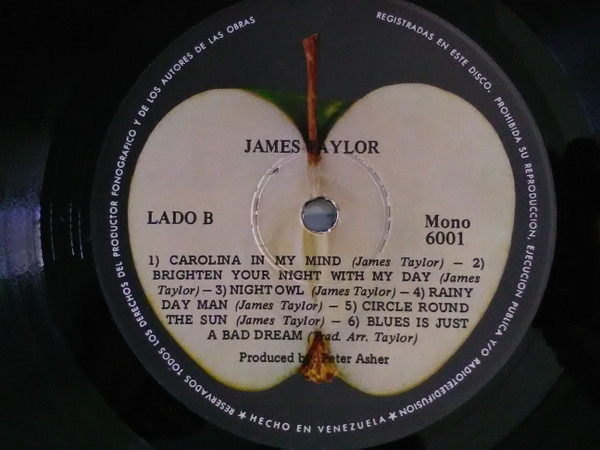 RESERVADOS TODOS LOS DERECHOS DEL PRODUCTOR FONOGRAFICO Y DE LOS AUTORES DE LAS OBRAS
REGISTRADAS EN ESTE DISCO. PROHIBIDA SU REPRODUCCION, EJECUCION PUBLICA Y/O RADIOTELEDIFUSION
JAMES TAYLOR
LADO B
Mono
6001
1) CAROLINA IN MY MIND (James Taylor) — 2)
BRIGHTEN YOUR NIGHT WITH MY DAY (James
Taylor) — 3) NIGHT OWL (James Taylor) — 4) RAINY
DAY MAN (James Taylor) — 5) CIRCLE ROUND
THE SUN (James Taylor) — 6) BLUES IS JUST
A BAD DREAM (Trad. Arr. Taylor)
Produced by: Peter Asher
★ HECHO EN VENEZUELA ★